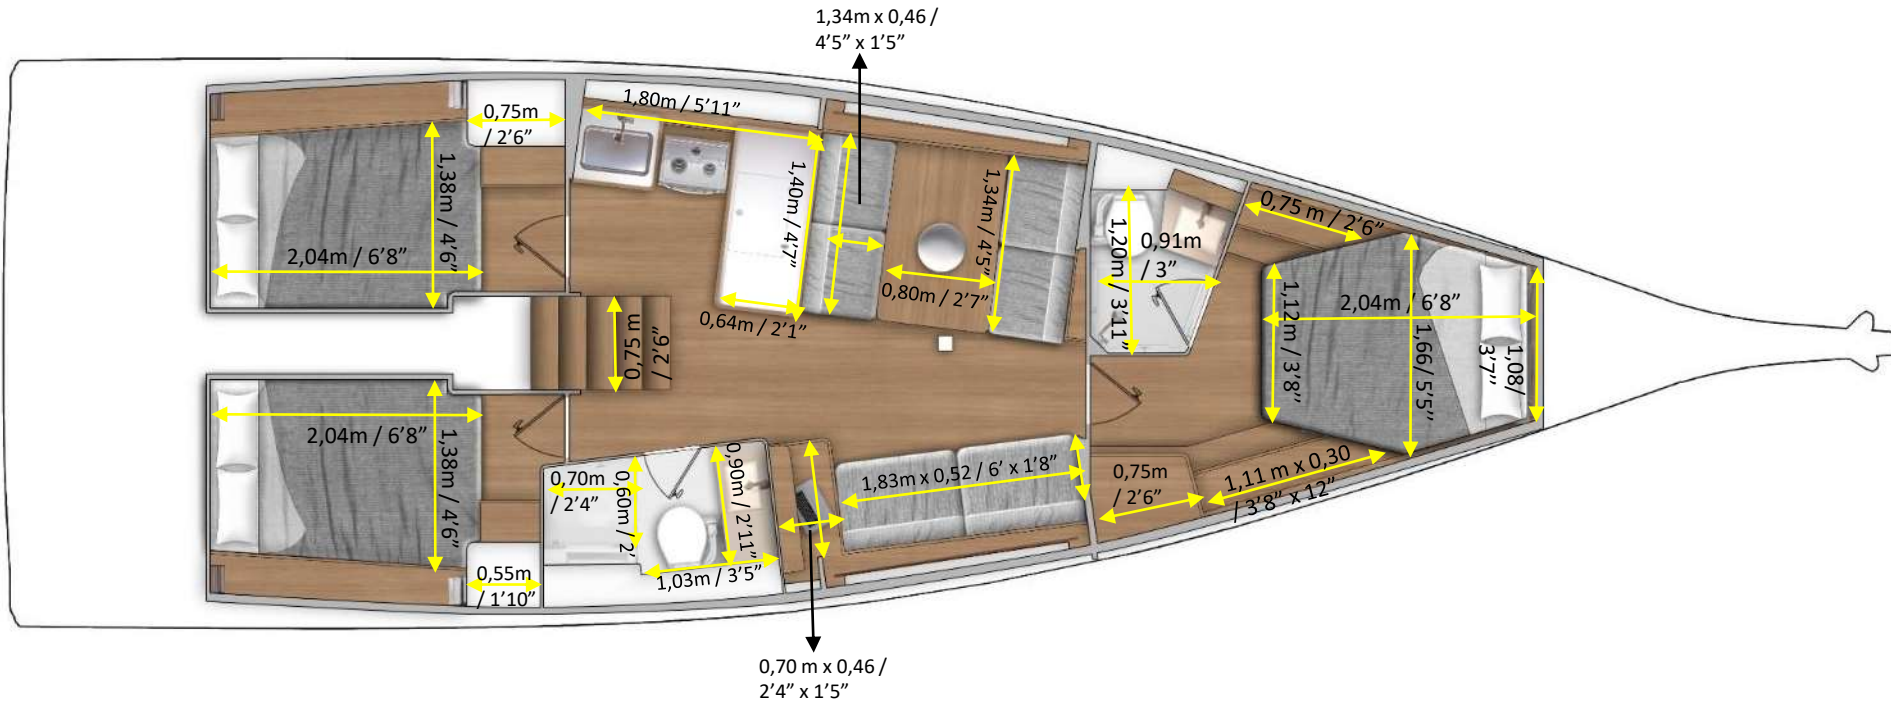 1,34m x 0,46 /
4’5” x 1’5”
0,75m
/ 2’6”
1,80m / 5’11”
1,38m / 4’6”
2,04m / 6’8”
1,40m / 4’7”
0,64m / 2’1”
1,34m / 4’5”
0,80m / 2’7”
1,20m / 3’11”
0,91m
/ 3”
0,75 m / 2’6”
2,04m / 6’8”
1,12m / 3’8’’
1,66/ 5’5’’
1,08/
3’7’’
0,75 m
/ 2’6”
2,04m / 6’8”
1,38m / 4’6”
0,55m
/ 1’10”
0,70m
/ 2’4”
0,60m / 2’
0,90m / 2’11”
1,03m / 3’5”
1,83m x 0,52 / 6’ x 1’8”
0,75m
/ 2’6”
1,11 m x 0,30
/ 3’8” x 12”
0,70 m x 0,46 /
2’4” x 1’5”